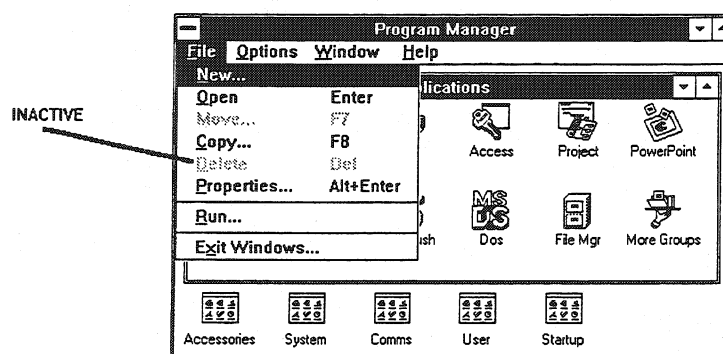 Program Manager
File Options Window Help
New...
Open Enter
Move... F7
Copy... F8
Delete Del
Properties... Alt+Enter
Run...
Exit Windows...
INACTIVE
lications
Access Project PowerPoint
MS DOS
ush Dos File Mgr More Groups
Accessories System Comms User Startup